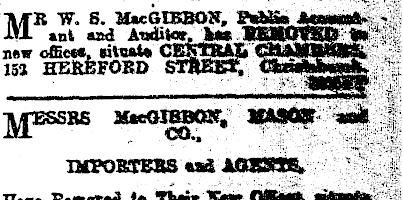 MR W. S. MacGIBBON, Public Account-
ant and Auditor, has REMOVED to
new offices, situate CENTRAL CHAMBERS,
153 HEREFORD STREET, Christchurch.
MESSRS MacGIBBON, MASON and
CO.,
IMPORTERS and AGENTS,
Have Removed to Their New Offices, situate